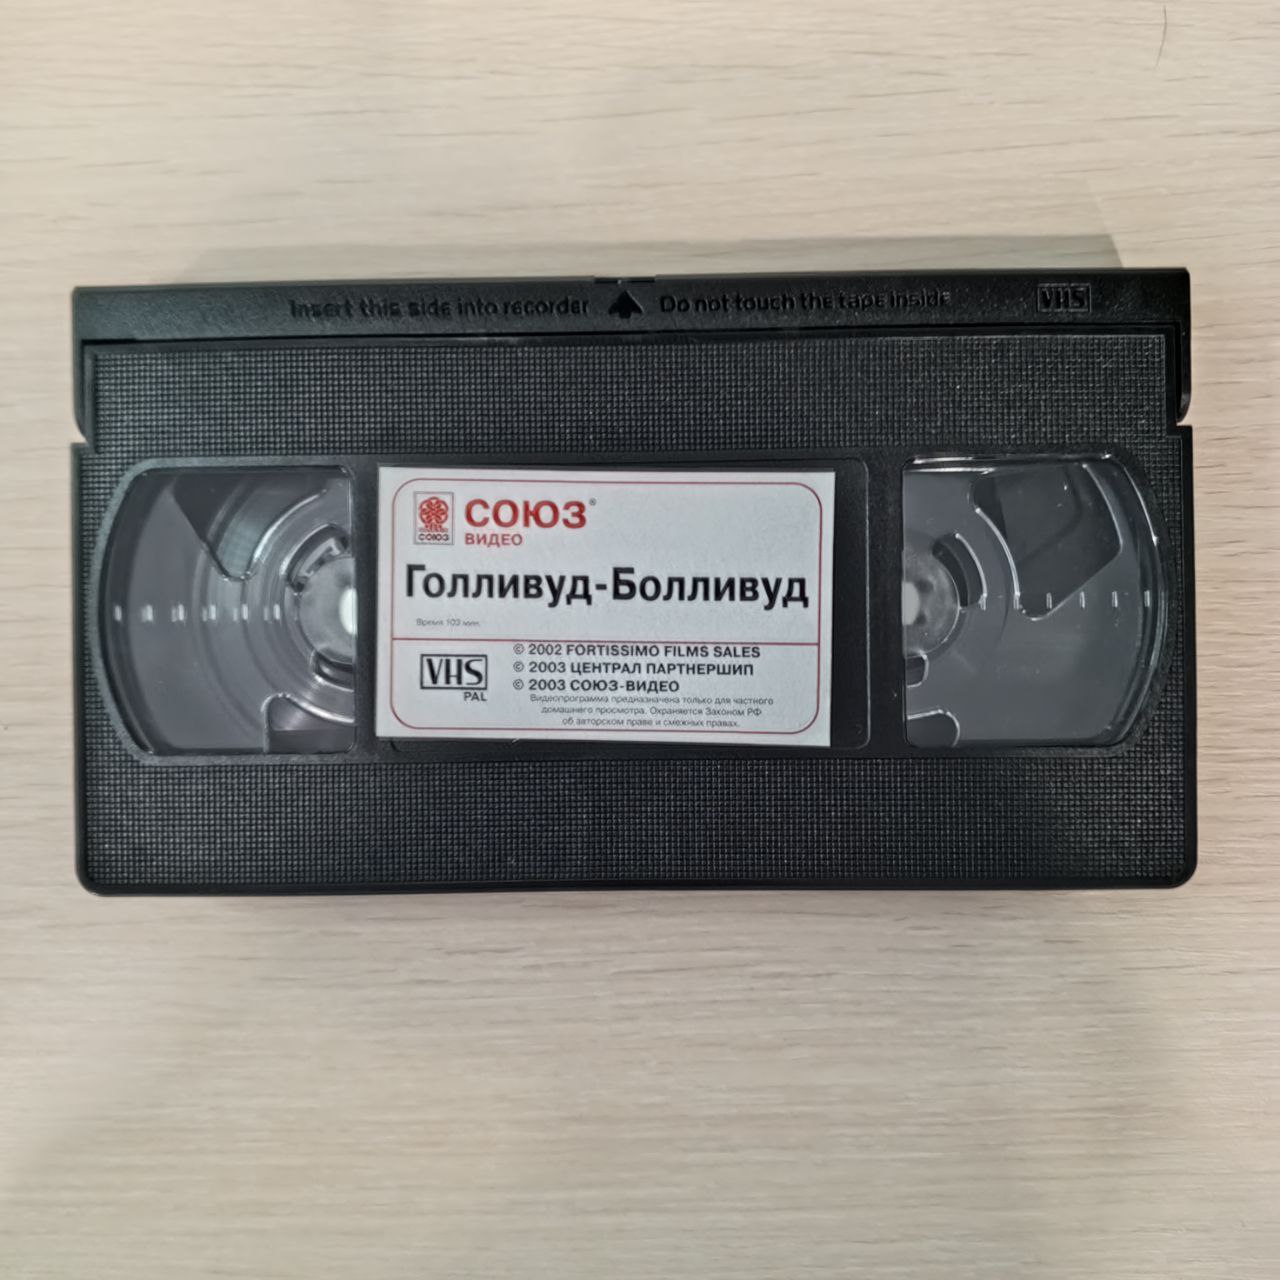 Insert this side into recorder Do not touch the tape inside VHS
СОЮЗ®
СОЮЗ
ВИДЕО
Голливуд-Болливуд
Время 103 мин.
VHS
PAL
© 2002 FORTISSIMO FILMS SALES
© 2003 ЦЕНТРАЛ ПАРТНЕРШИП
© 2003 СОЮЗ-ВИДЕО
Видеопрограмма предназначена только для частного
домашнего просмотра. Охраняется Законом РФ
об авторском праве и смежных правах.